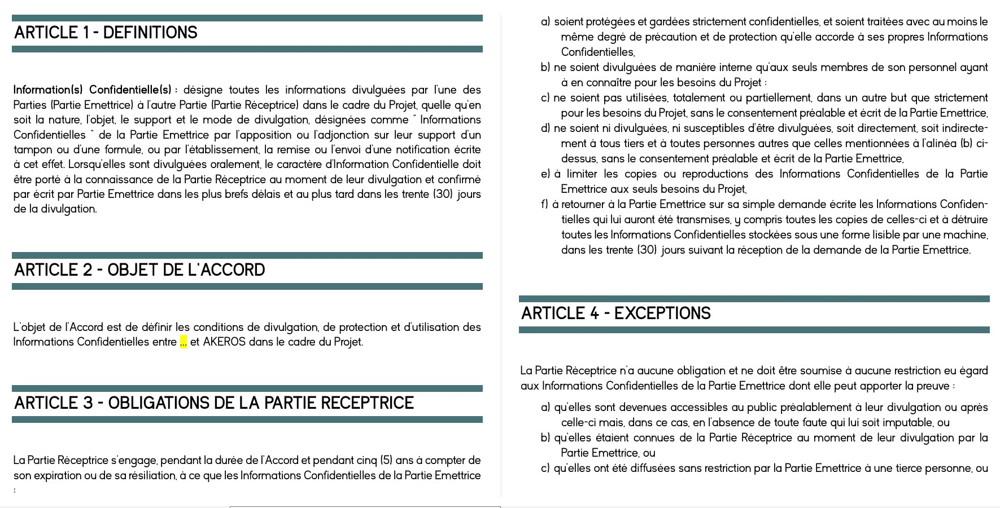 ARTICLE 1 - DEFINITIONS
Information(s) Confidentielle(s) : désigne toutes les informations divulguées par l'une des
Parties (Partie Emettrice) à l'autre Partie (Partie Réceptrice) dans le cadre du Projet, quelle qu'en
soit la nature, l'objet, le support et le mode de divulgation, désignées comme " Informations
Confidentielles " de la Partie Emettrice par l'apposition ou l'adjonction sur leur support d'un
tampon ou d'une formule, ou par l'établissement, la remise ou l'envoi d'une notification écrite
à cet effet. Lorsqu'elles sont divulguées oralement, le caractère d'Information Confidentielle doit
être porté à la connaissance de la Partie Réceptrice au moment de leur divulgation et confirmé
par écrit par Partie Emettrice dans les plus brefs délais et au plus tard dans les trente (30) jours
de la divulgation.
ARTICLE 2 - OBJET DE L'ACCORD
L'objet de l'Accord est de définir les conditions de divulgation, de protection et d'utilisation des
Informations Confidentielles entre ... et AKEROS dans le cadre du Projet.
ARTICLE 3 - OBLIGATIONS DE LA PARTIE RECEPTRICE
La Partie Réceptrice s'engage, pendant la durée de l'Accord et pendant cinq (5) ans à compter de
son expiration ou de sa résiliation, à ce que les Informations Confidentielles de la Partie Emettrice
:
a) soient protégées et gardées strictement confidentielles, et soient traitées avec au moins le
même degré de précaution et de protection qu'elle accorde à ses propres Informations
Confidentielles,
b) ne soient divulguées de manière interne qu'aux seuls membres de son personnel ayant
à en connaître pour les besoins du Projet :
c) ne soient pas utilisées, totalement ou partiellement, dans un autre but que strictement
pour les besoins du Projet, sans le consentement préalable et écrit de la Partie Emettrice,
d) ne soient ni divulguées, ni susceptibles d'être divulguées, soit directement, soit indirecte-
ment à tous tiers et à toutes personnes autres que celles mentionnées à l'alinéa (b) ci-
dessus, sans le consentement préalable et écrit de la Partie Emettrice,
e) à limiter les copies ou reproductions des Informations Confidentielles de la Partie
Emettrice aux seuls besoins du Projet,
f) à retourner à la Partie Emettrice sur sa simple demande écrite les Informations Confiden-
tielles qui lui auront été transmises, y compris toutes les copies de celles-ci et à détruire
toutes les Informations Confidentielles stockées sous une forme lisible par une machine,
dans les trente (30) jours suivant la réception de la demande de la Partie Emettrice.
ARTICLE 4 - EXCEPTIONS
La Partie Réceptrice n'a aucune obligation et ne doit être soumise à aucune restriction eu égard
aux Informations Confidentielles de la Partie Emettrice dont elle peut apporter la preuve :
a) qu'elles sont devenues accessibles au public préalablement à leur divulgation ou après
celle-ci mais, dans ce cas, en l'absence de toute faute qui lui soit imputable, ou
b) qu'elles étaient connues de la Partie Réceptrice au moment de leur divulgation par la
Partie Emettrice, ou
c) qu'elles ont été diffusées sans restriction par la Partie Emettrice à une tierce personne, ou